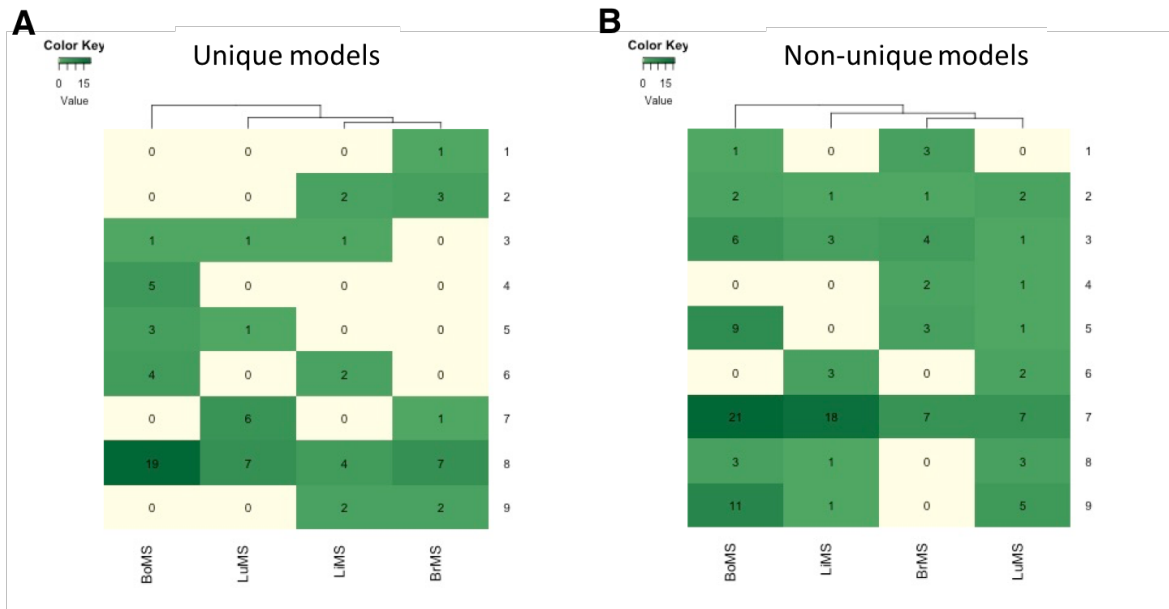 A
Color Key
0 15
Value
Unique models
0 0 0 1 1
0 0 2 3 2
1 1 1 0 3
5 0 0 0 4
3 1 0 0 5
4 0 2 0 6
0 6 0 1 7
19 7 4 7 8
0 0 2 2 9
BoMS LuMS LiMS BrMS
B
Color Key
0 15
Value
Non-unique models
1 0 3 0 1
2 1 1 2 2
6 3 4 1 3
0 0 2 1 4
9 0 3 1 5
0 3 0 2 6
21 18 7 7 7
3 1 0 3 8
11 1 0 5 9
BoMS LiMS BrMS LuMS